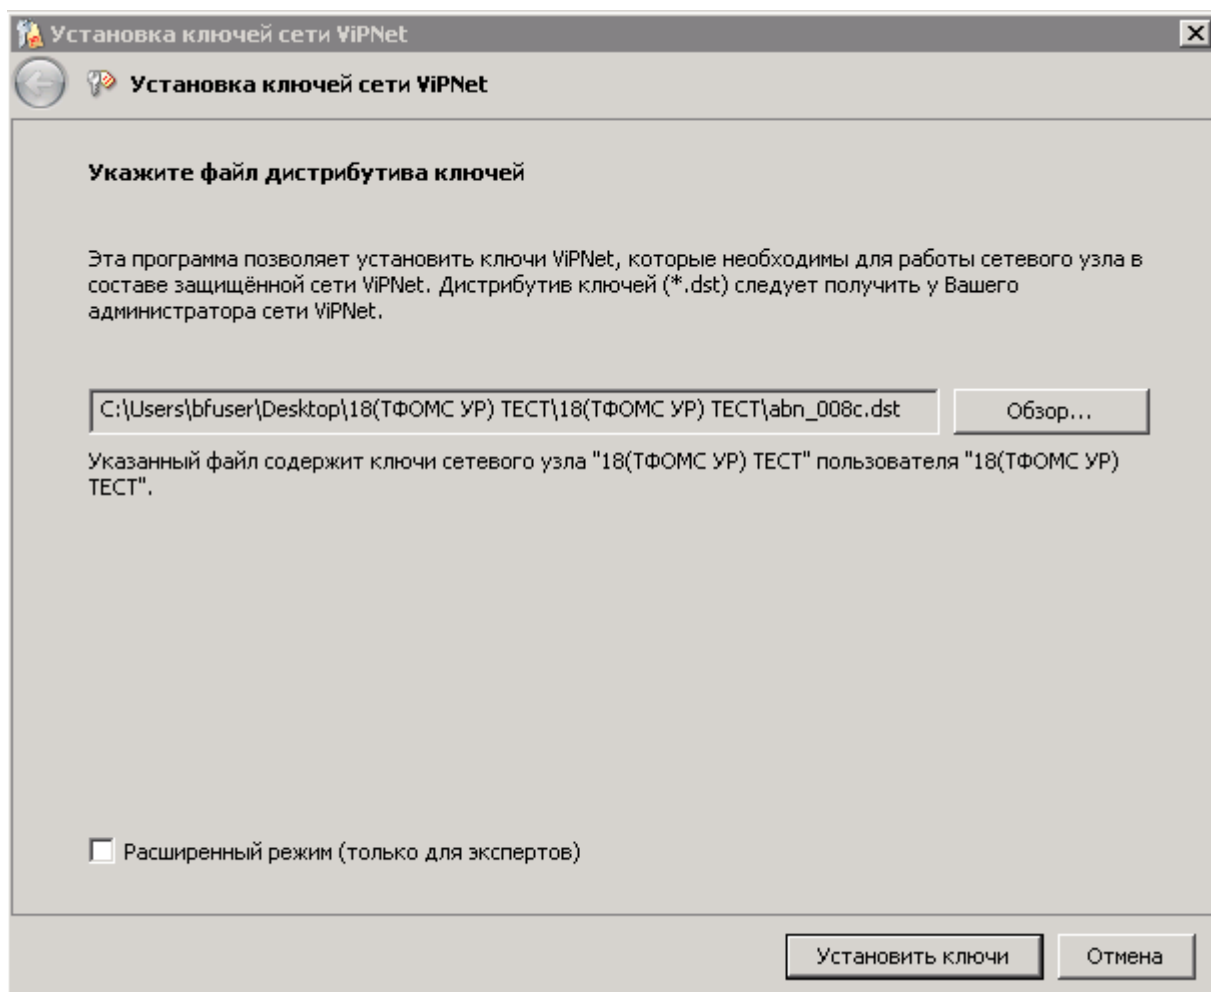 Установка ключей сети ViPNet
Установка ключей сети ViPNet
Укажите файл дистрибутива ключей
Эта программа позволяет установить ключи ViPNet, которые необходимы для работы сетевого узла в
составе защищённой сети ViPNet. Дистрибутив ключей (*.dst) следует получить у Вашего
администратора сети ViPNet.
C:\Users\bfuser\Desktop\18(ТФОМС УР) ТЕСТ\18(ТФОМС УР) ТЕСТ\abn_008c.dst
Обзор...
Указанный файл содержит ключи сетевого узла "18(ТФОМС УР) ТЕСТ" пользователя "18(ТФОМС УР)
ТЕСТ".
Расширенный режим (только для экспертов)
Установить ключи
Отмена